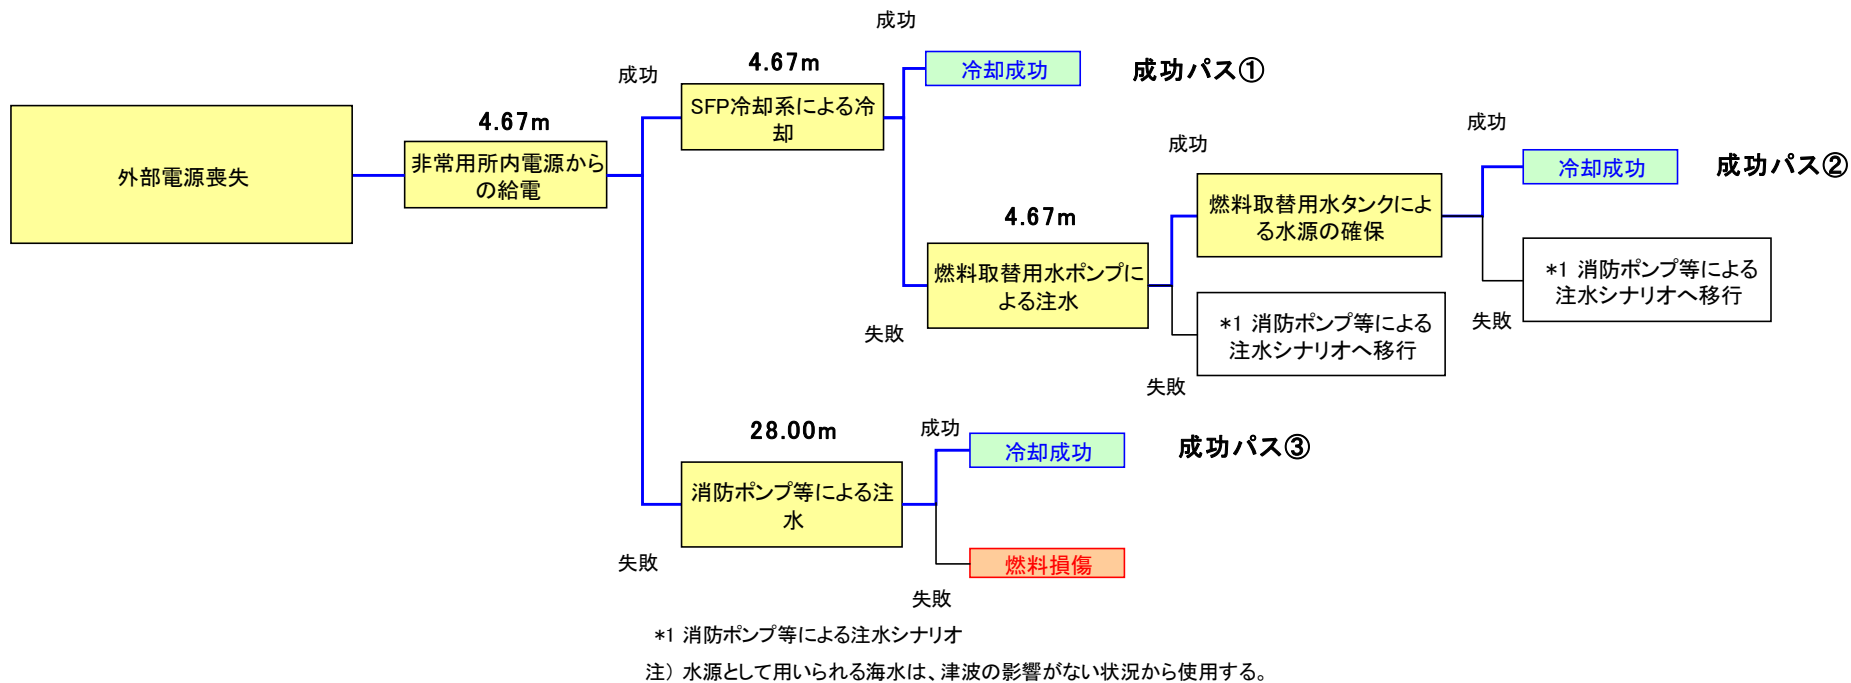 成功
4.67m
冷却成功
成功パス①
成功
SFP冷却系による冷
却
4.67m
外部電源喪失
非常用所内電源から
の給電
成功
成功
冷却成功
成功パス②
4.67m
燃料取替用水タンクによ
る水源の確保
燃料取替用水ポンプに
よる注水
*1 消防ポンプ等による
注水シナリオへ移行
失敗
失敗
*1 消防ポンプ等による
注水シナリオへ移行
失敗
28.00m
成功
冷却成功
成功パス③
消防ポンプ等による注
水
失敗
燃料損傷
失敗
*1 消防ポンプ等による注水シナリオ
注）水源として用いられる海水は、津波の影響がない状況から使用する。